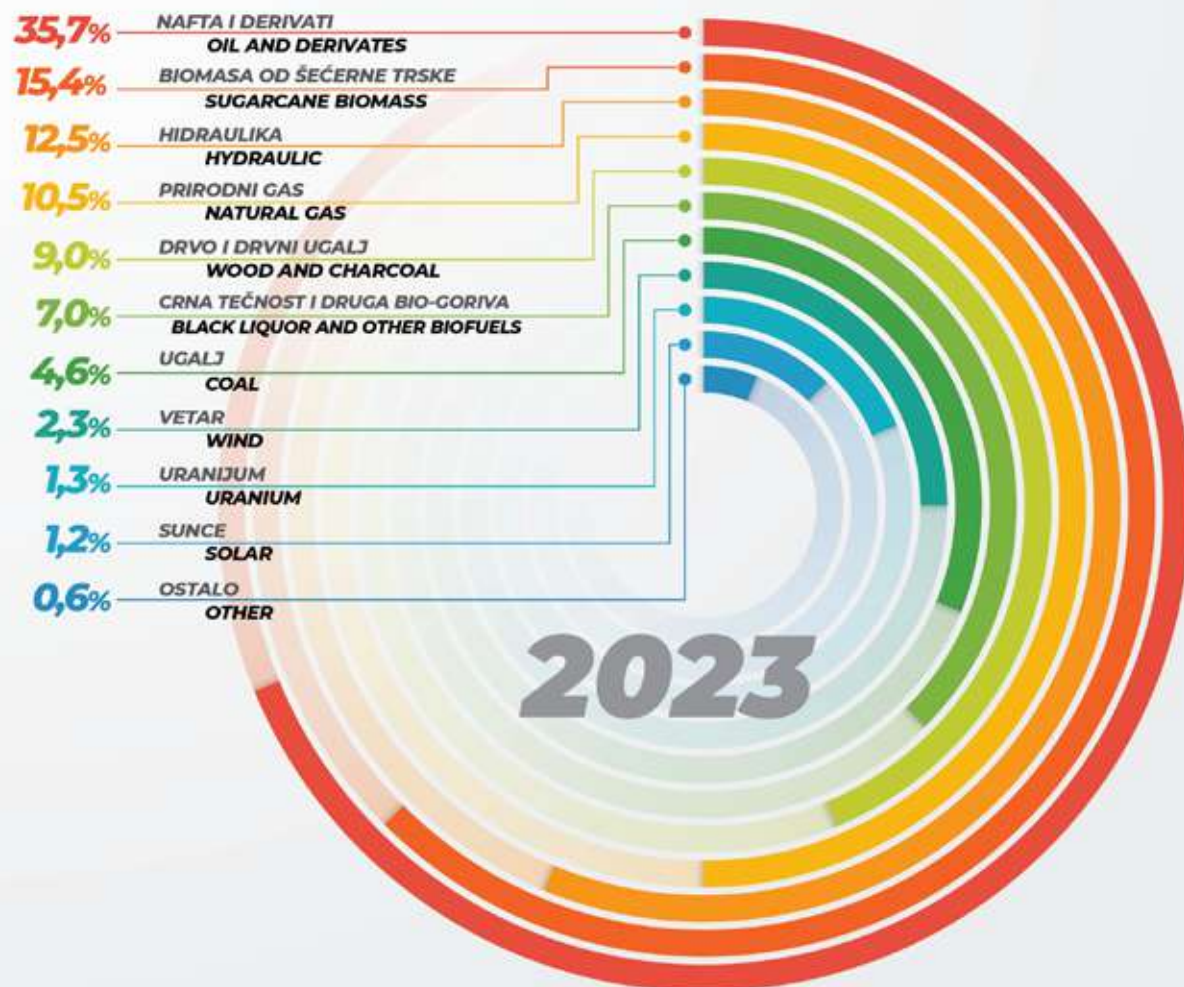 35,7% NAFTA I DERIVATI
OIL AND DERIVATES
15,4% BIOMASA OD ŠEĆERNE TRSKE
SUGARCANE BIOMASS
12,5% HIDRAULIKA
HYDRAULIC
10,5% PRIRODNI GAS
NATURAL GAS
9,0% DRVO I DRVNI UGALJ
WOOD AND CHARCOAL
7,0% CRNA TEČNOST I DRUGA BIO-GORIVA
BLACK LIQUOR AND OTHER BIOFUELS
4,6% UGALJ
COAL
2,3% VETAR
WIND
1,3% URANIJUM
URANIUM
1,2% SUNCE
SOLAR
0,6% OSTALO
OTHER
2023